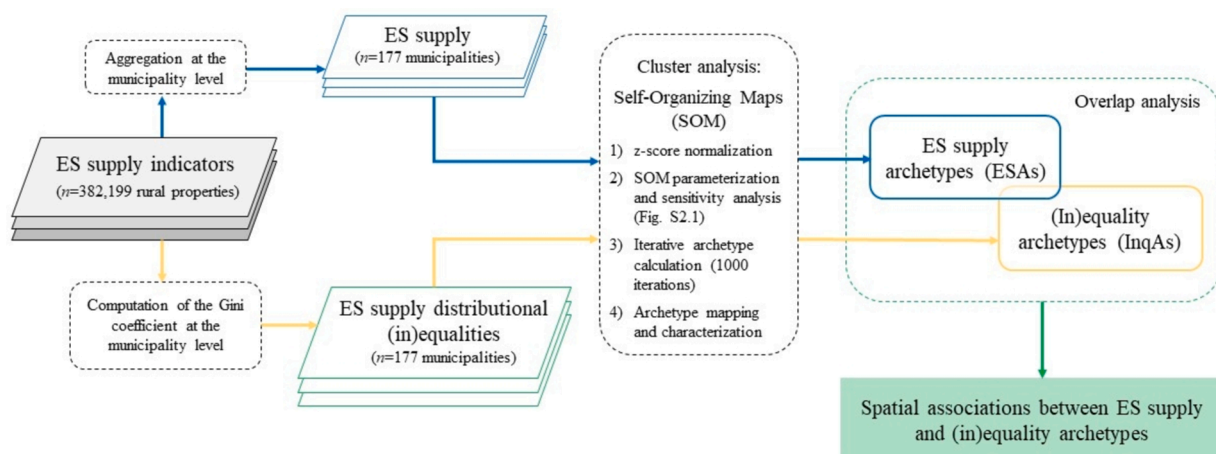 Aggregation at the
municipality level
ES supply
(n=177 municipalities)
ES supply indicators
(n=382,199 rural properties)
Computation of the Gini
coefficient at the
municipality level
ES supply distributional
(in)equalities
(n=177 municipalities)
Cluster analysis:
Self-Organizing Maps
(SOM)
1) z-score normalization
2) SOM parameterization
and sensitivity analysis
(Fig. S2.1)
3) Iterative archetype
calculation (1000
iterations)
4) Archetype mapping
and characterization
Overlap analysis
ES supply
archetypes (ESAs)
(In)equality
archetypes (InqAs)
Spatial associations between ES supply
and (in)equality archetypes